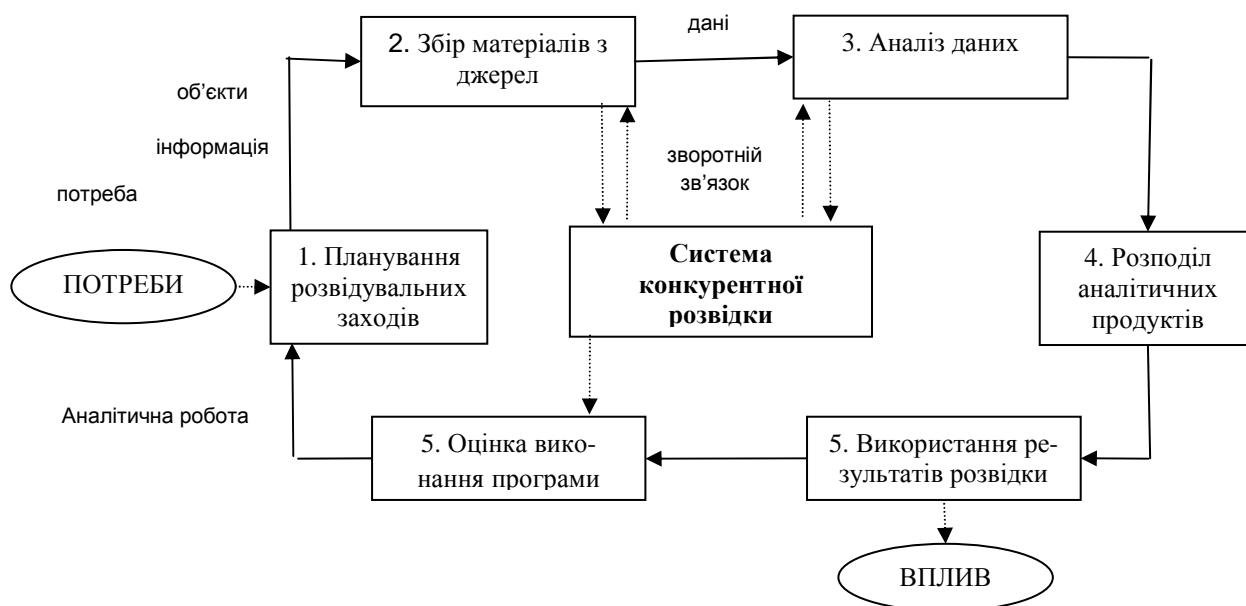 2. Збір матеріалів з
джерел
дані
3. Аналіз даних
об’єкти
інформація
потреба
зворотній
зв’язок
ПОТРЕБИ
1. Планування
розвідувальних
заходів
Система
конкурентної
розвідки
4. Розподіл
аналітичних
продуктів
Аналітична робота
5. Оцінка вико-
нання програми
5. Використання ре-
зультатів розвідки
ВПЛИВ